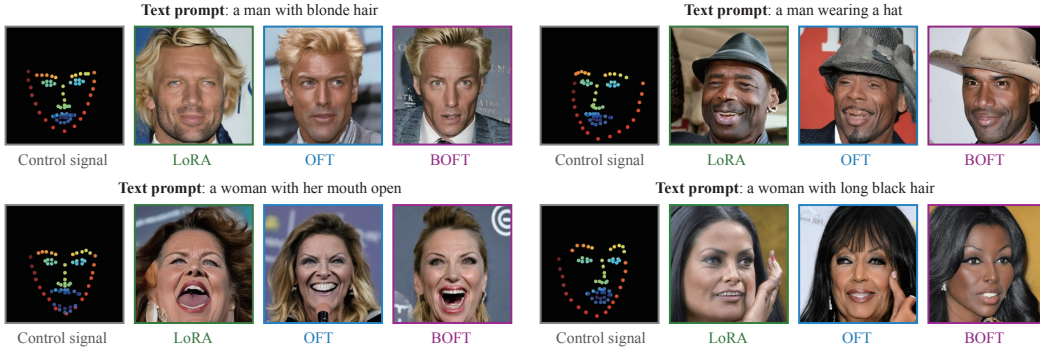 Text prompt: a man with blonde hair
Text prompt: a man wearing a hat
Control signal LoRA OFT BOFT
Control signal LoRA OFT BOFT
Text prompt: a woman with her mouth open
Text prompt: a woman with long black hair
Control signal LoRA OFT BOFT
Control signal LoRA OFT BOFT